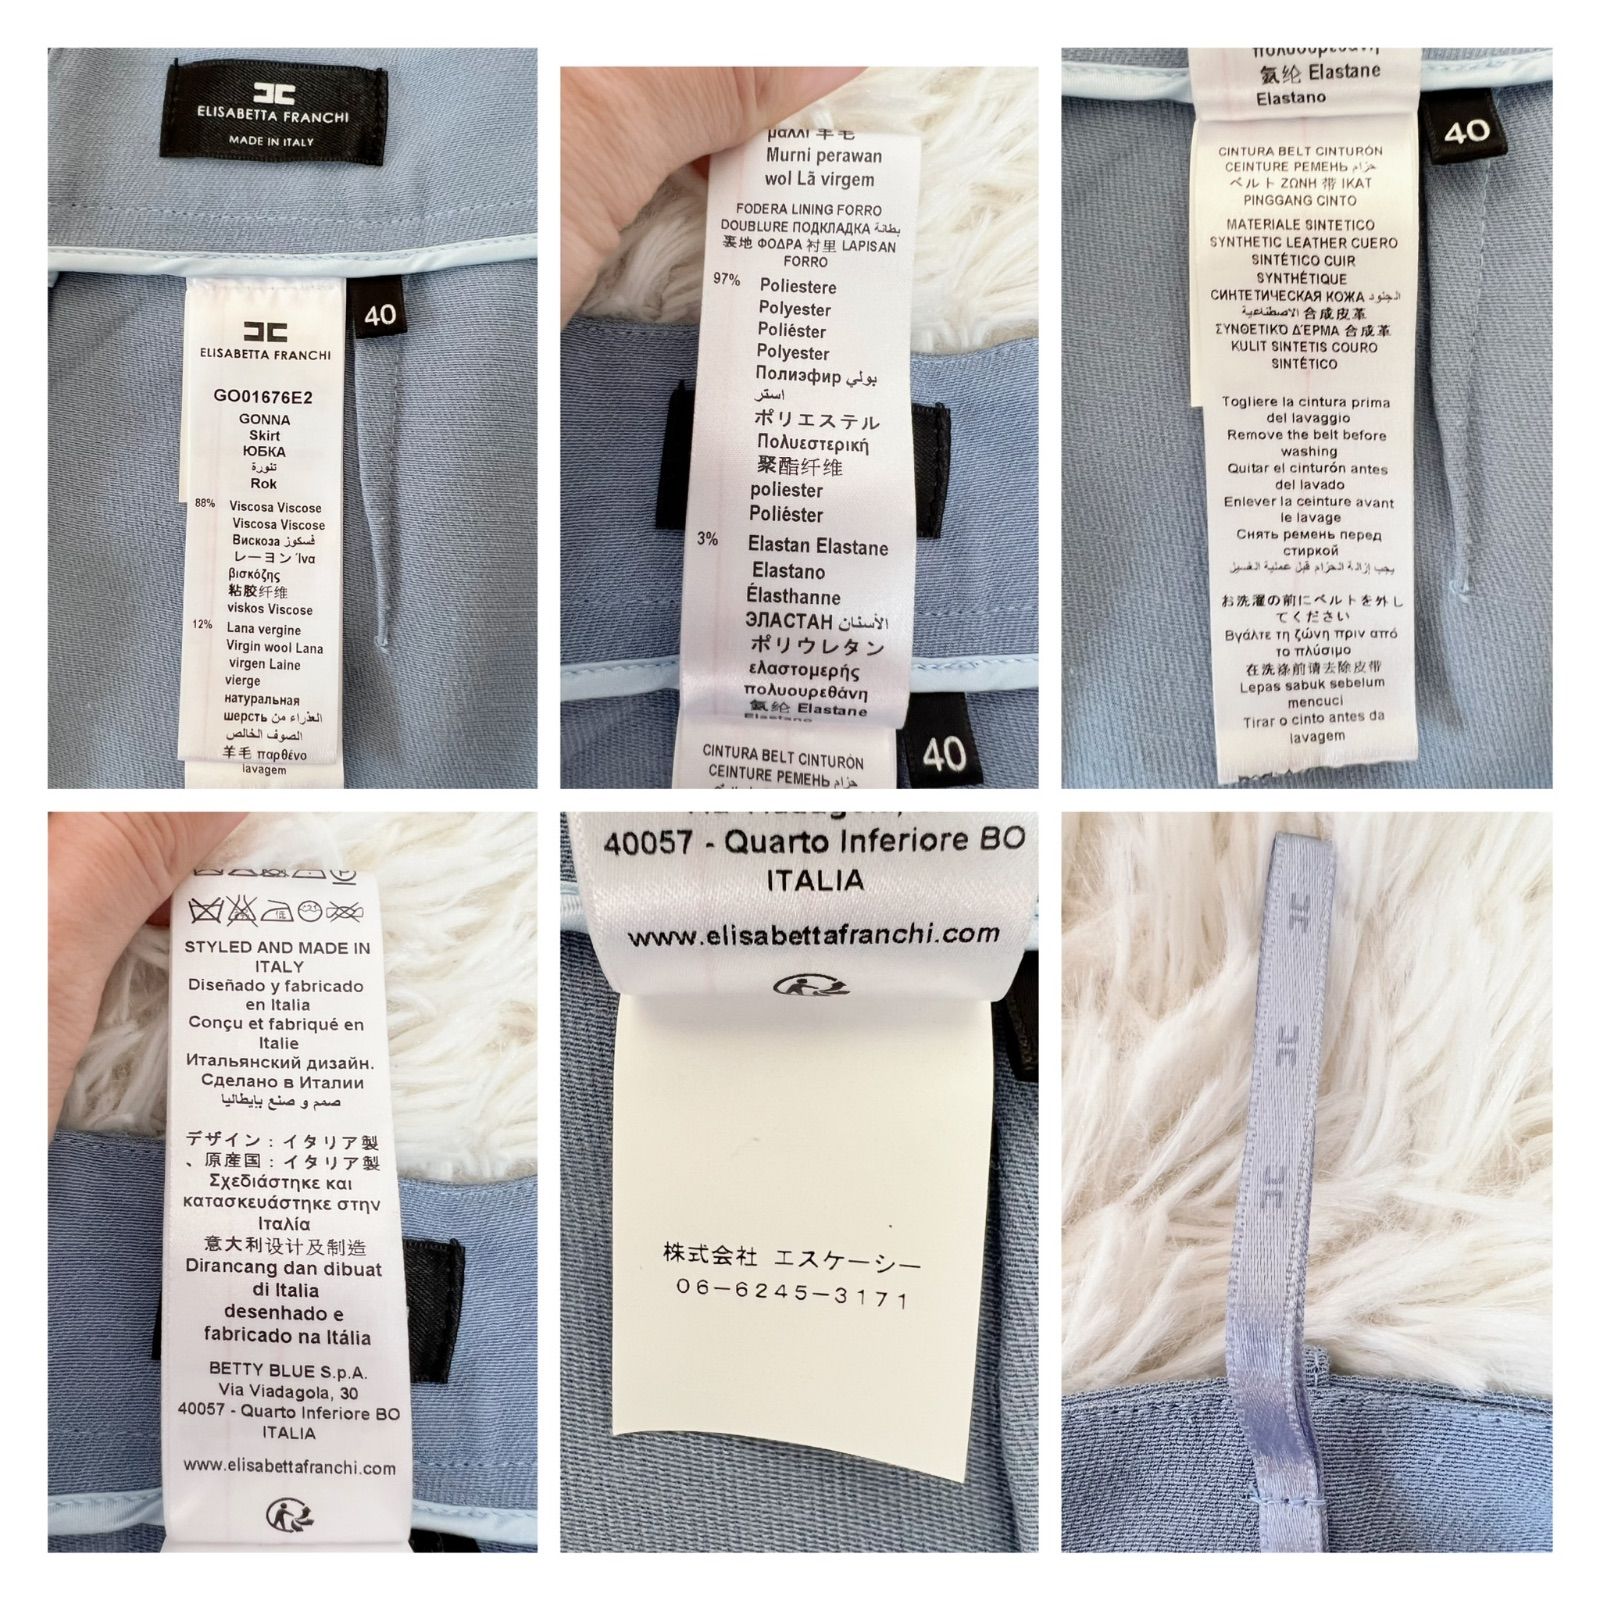 ELISABETTA FRANCHI
MADE IN ITALY
40
ELISABETTA FRANCHI
GO01676E2
GONNA
Skirt
ЮБКА
تنورة
Rok
88% Viscosa Viscose
Viscosa Viscose
Вискоза فسكوز
レーヨン Ίνα
βισκόζης
粘胶纤维
viskos Viscose
12% Lana vergine
Virgin wool Lana
virgen Laine
vierge
натуральная
шерсть العذراء من
الصوف الخالص
羊毛 παρθένο
lavagem
μαλλί 羊毛
Murni perawan
wol Lã virgem
FODERA LINING FORRO
DOUBLURE ПОДКЛАДКА بطانة
裏地 ΦΟΔΡΑ 衬里 LAPISAN
FORRO
97% Poliestere
Polyester
Poliéster
Polyester
Полиэфир بولي
استر
ポリエステル
Πολυεστερική
聚酯纤维
poliester
Poliéster
3% Elastan Elastane
Elastano
Élasthanne
ЭЛАСТАН الأسنان
ポリウレタン
ελαστομερής
πολυουρεθάνη
氨纶 Elastane
Elastano
CINTURA BELT CINTURÓN
CEINTURE РЕМЕНЬ حزام
40
πολυουρεθάνη
氨纶 Elastane
Elastano
40
CINTURA BELT CINTURÓN
CEINTURE РЕМЕНЬ حزام
ベルト ΖΩΝΗ 带 IKAT
PINGGANG CINTO
MATERIALE SINTETICO
SYNTHETIC LEATHER CUERO
SINTÉTICO CUIR
SYNTHÉTIQUE
СИНТЕТИЧЕСКАЯ КОЖА الجلود
الاصطناعية 合成皮革
ΣΥΝΘΕΤΙΚΌ ΔΈΡΜΑ 合成革
KULIT SINTETIS COURO
SINTÉTICO
Togliere la cintura prima
del lavaggio
Remove the belt before
washing
Quitar el cinturón antes
del lavado
Enlever la ceinture avant
le lavage
Снять ремень перед
стиркой
يجب إزالة الحزام قبل عملية الغسيل
お洗濯の前にベルトを外し
てください
Βγάλτε τη ζώνη πριν από
το πλύσιμο
在洗涤前请去除皮带
Lepas sabuk sebelum
mencuci
Tirar o cinto antes da
lavagem
STYLED AND MADE IN
ITALY
Diseñado y fabricado
en Italia
Conçu et fabriqué en
Italie
Итальянский дизайн.
Сделано в Италии
صمم و صنع بإيطاليا
デザイン：イタリア製
、原産国：イタリア製
Σχεδιάστηκε και
κατασκευάστηκε στην
Ιταλία
意大利设计及制造
Dirancang dan dibuat
di Italia
desenhado e
fabricado na Itália
BETTY BLUE S.p.A.
Via Viadagola, 30
40057 - Quarto Inferiore BO
ITALIA
www.elisabettafranchi.com
40057 - Quarto Inferiore BO
ITALIA
www.elisabettafranchi.com
株式会社 エスケーシー
06-6245-3171